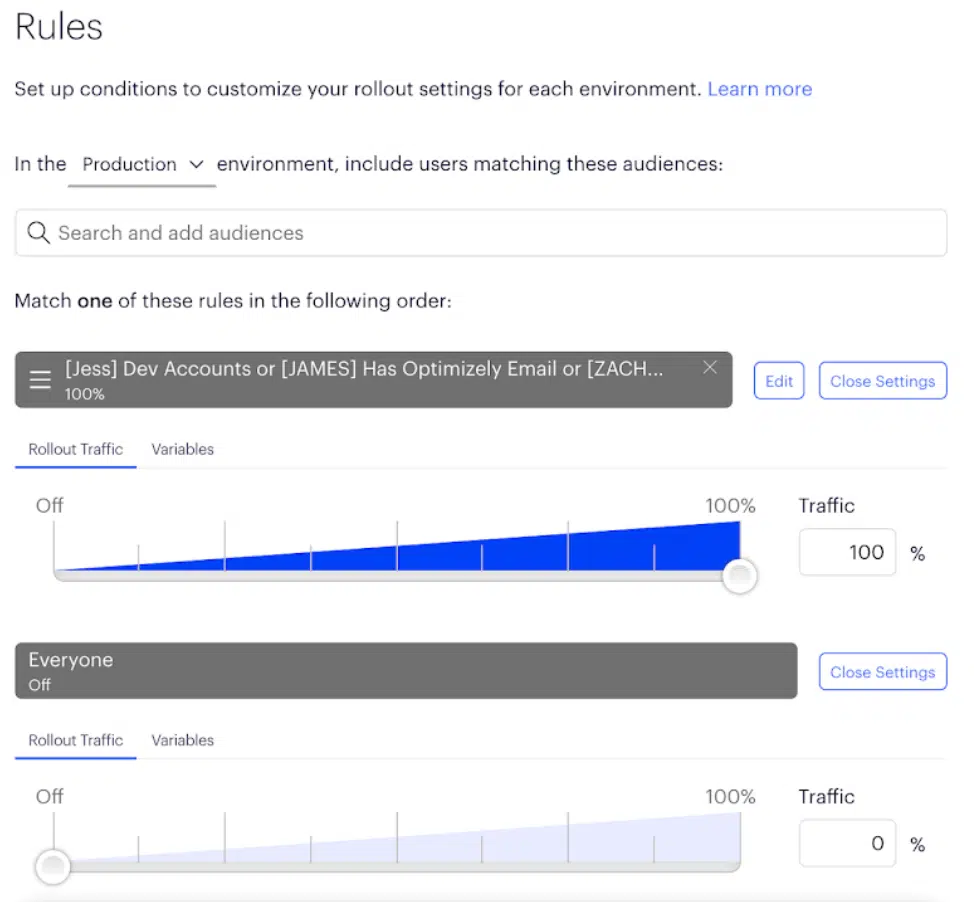 Rules
Set up conditions to customize your rollout settings for each environment. Learn more
In the Production environment, include users matching these audiences:
Search and add audiences
Match one of these rules in the following order:
[Jess] Dev Accounts or [JAMES] Has Optimizely Email or [ZACH...
100%
Edit
Close Settings
Rollout Traffic Variables
Off 100% Traffic
100 %
Everyone
Off
Close Settings
Rollout Traffic Variables
Off 100% Traffic
0 %